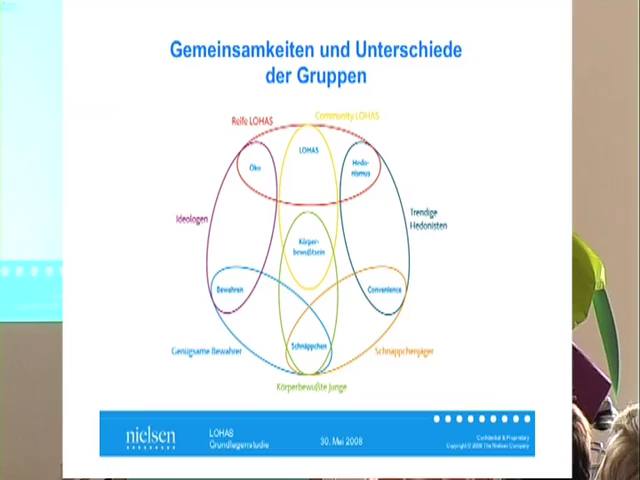 Gemeinsamkeiten und Unterschiede
der Gruppen
Reife LOHAS
Community LOHAS
LOHAS
Öko
Hedo-
nismus
Ideologen
Trendige
Hedonisten
Körper-
bewußtsein
Bewahren
Convenience
Genügsame Bewahrer
Schnäppchen
Schnäppchenjäger
Körperbewußte Junge
nielsen
LOHAS
Grundlagenstudie
30. Mai 2008
Confidential & Proprietary
Copyright © 2008 The Nielsen Company